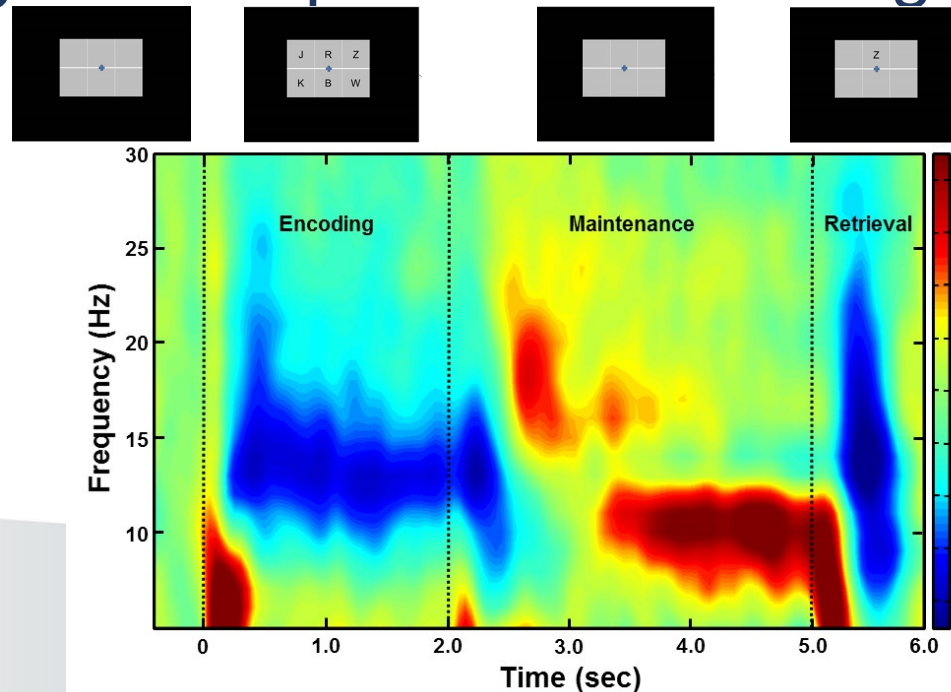 J R Z
K B W
Z
Encoding
Maintenance
Retrieval
Frequency (Hz)
30
25
20
15
10
0 1.0 2.0 3.0 4.0 5.0 6.0
Time (sec)